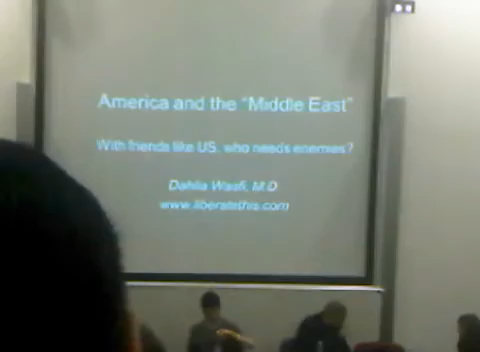 America and the “Middle East”
With friends like US, who needs enemies?
Dahlia Wasfi, M.D
www.liberatethis.com